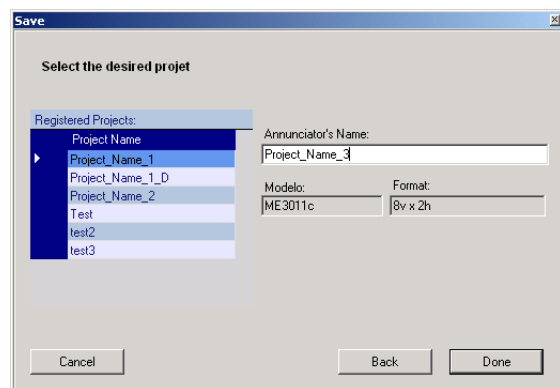 Save
Select the desired projet
Registered Projects:
Project Name
Project_Name_1
Project_Name_1_D
Project_Name_2
Test
test2
test3
Annunciator's Name:
Project_Name_3
Modelo: Format:
ME3011c 8v x 2h
Cancel Back Done